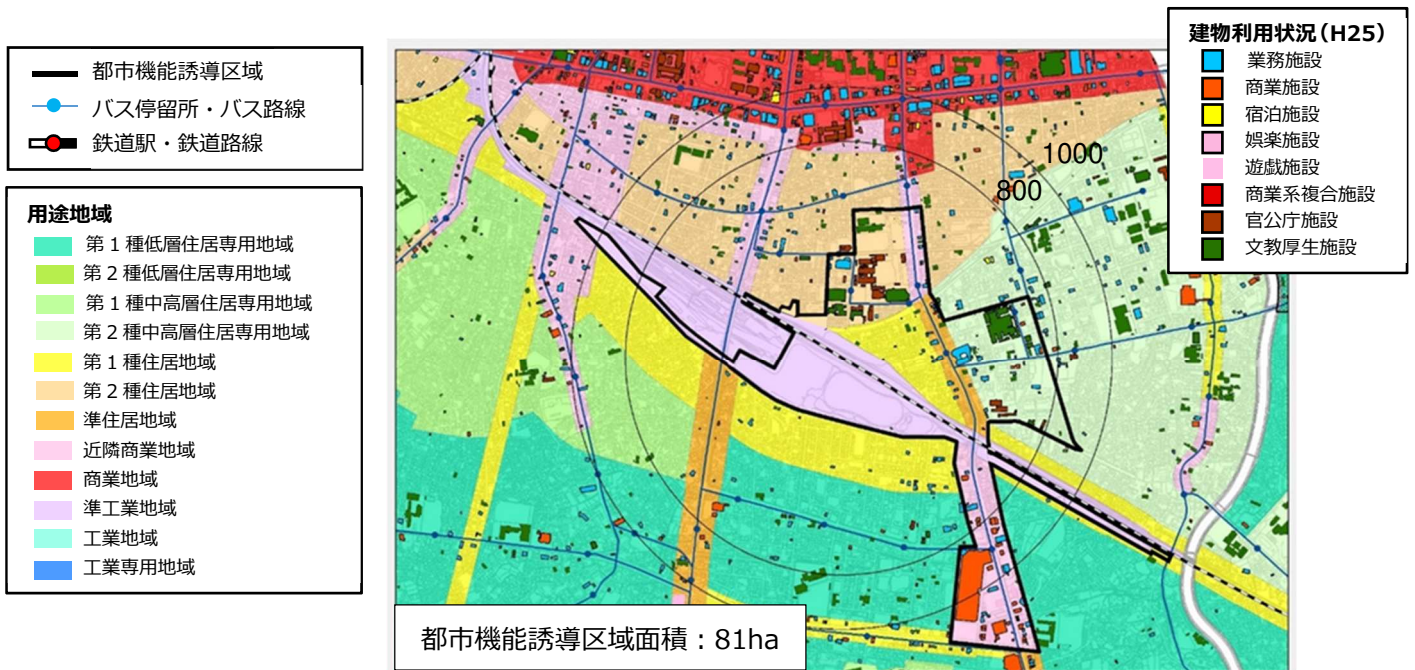 都市機能誘導区域
バス停留所・バス路線
鉄道駅・鉄道路線
用途地域
第１種低層住居専用地域
第２種低層住居専用地域
第１種中高層住居専用地域
第２種中高層住居専用地域
第１種住居地域
第２種住居地域
準住居地域
近隣商業地域
商業地域
準工業地域
工業地域
工業専用地域
1000
800
都市機能誘導区域面積：81ha
建物利用状況（H25）
業務施設
商業施設
宿泊施設
娯楽施設
遊戯施設
商業系複合施設
官公庁施設
文教厚生施設